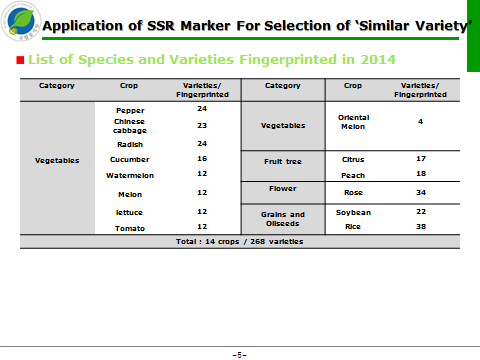 Application of SSR Marker For Selection of ‘Similar Variety’
List of Species and Varieties Fingerprinted in 2014
Category Crop Varieties/ Fingerprinted Category Crop Varieties/ Fingerprinted
Vegetables
Pepper 24
Chinese cabbage 23
Radish 24
Cucumber 16
Watermelon 12
Melon 12
lettuce 12
Tomato 12
Vegetables Oriental Melon 4
Fruit tree Citrus 17
Peach 18
Flower Rose 34
Grains and Oilseeds Soybean 22
Rice 38
Total : 14 crops / 268 varieties
-5-